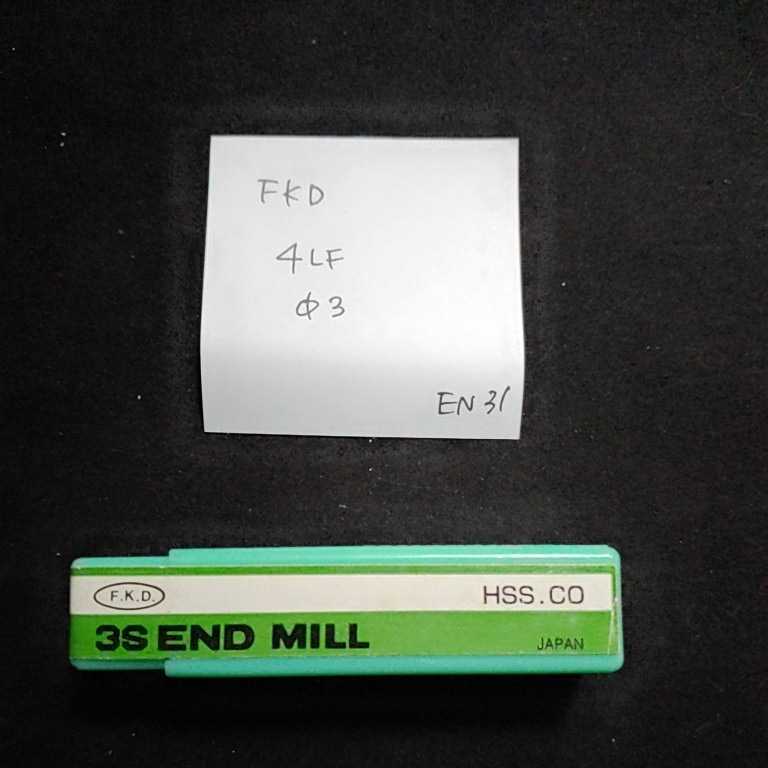 FKD
4LF
φ3
EN31
F.K.D. HSS.CO
3S END MILL JAPAN